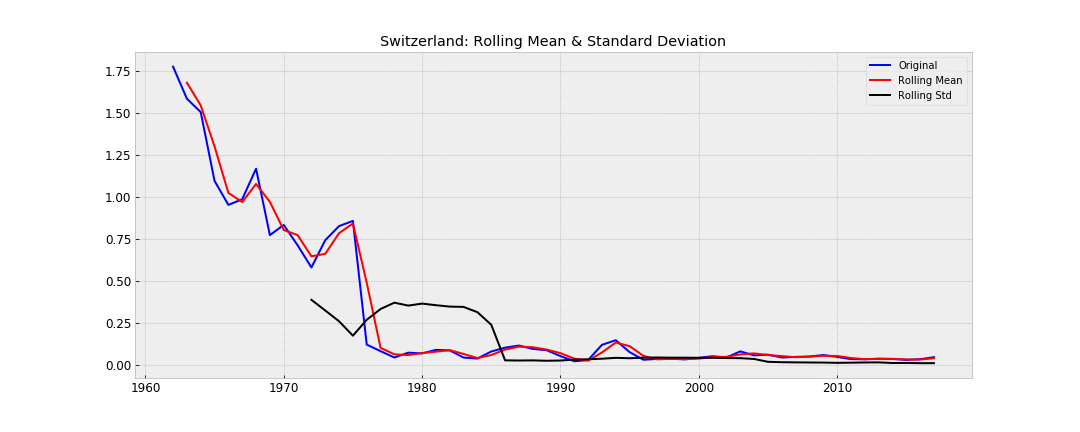 Switzerland: Rolling Mean & Standard Deviation
Original
Rolling Mean
Rolling Std
1.75
1.50
1.25
1.00
0.75
0.50
0.25
0.00
1960 1970 1980 1990 2000 2010